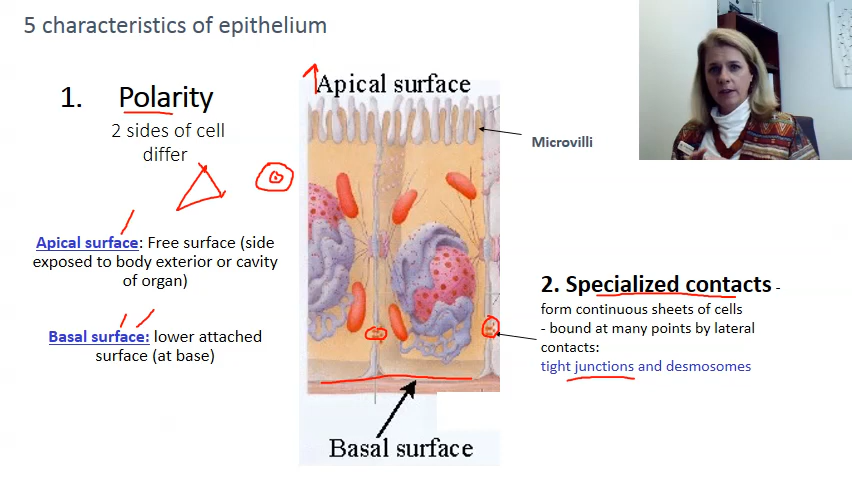 5 characteristics of epithelium
1. Polarity
2 sides of cell
differ
Apical surface: Free surface (side
exposed to body exterior or cavity
of organ)
Basal surface: lower attached
surface (at base)
Apical surface
Microvilli
Basal surface
2. Specialized contacts -
form continuous sheets of cells
- bound at many points by lateral
contacts:
tight junctions and desmosomes